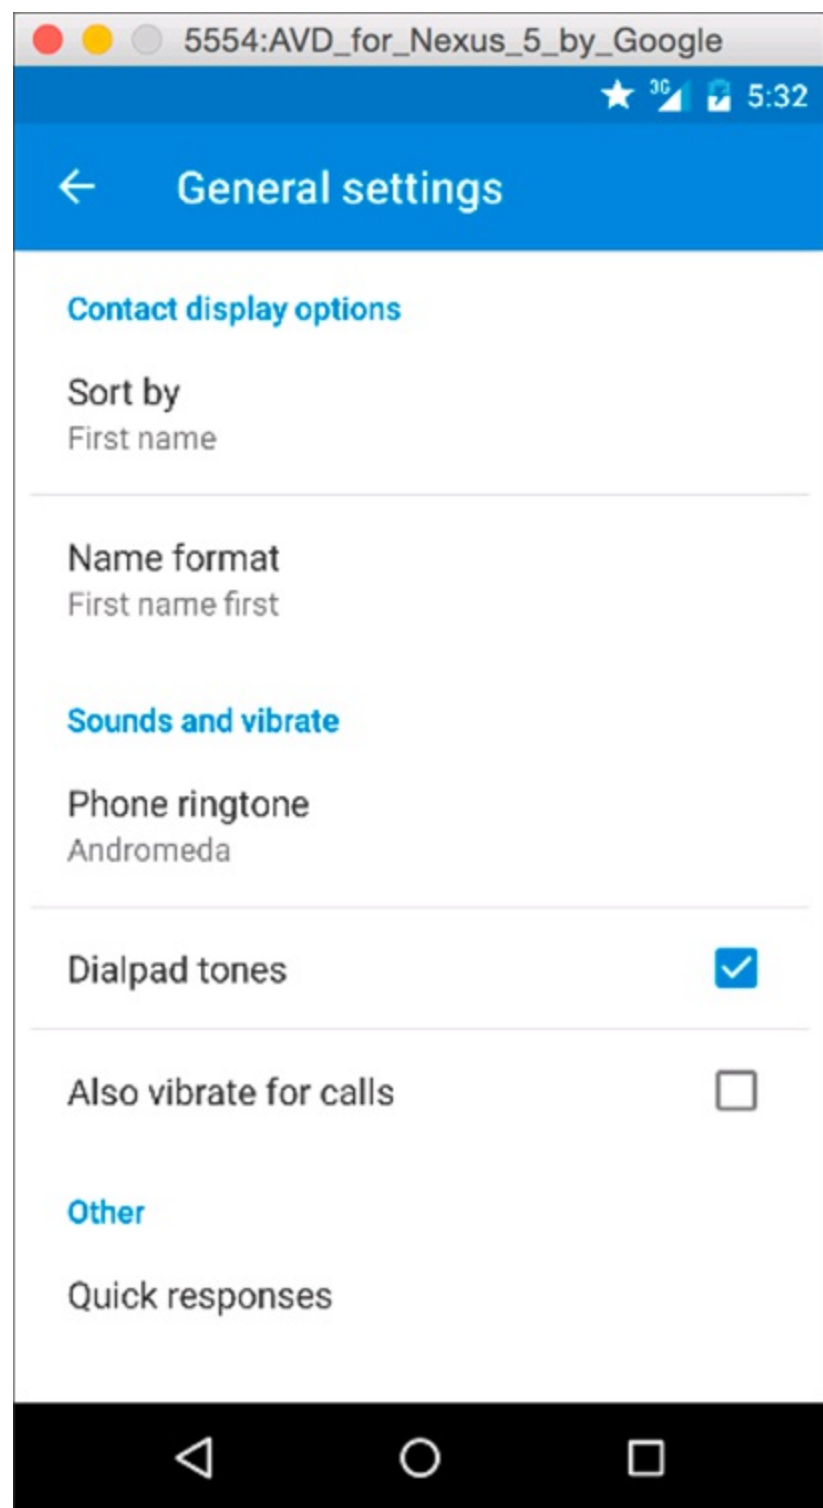 5554:AVD_for_Nexus_5_by_Google
3G 5:32
General settings
Contact display options
Sort by
First name
Name format
First name first
Sounds and vibrate
Phone ringtone
Andromeda
Dialpad tones
Also vibrate for calls
Other
Quick responses